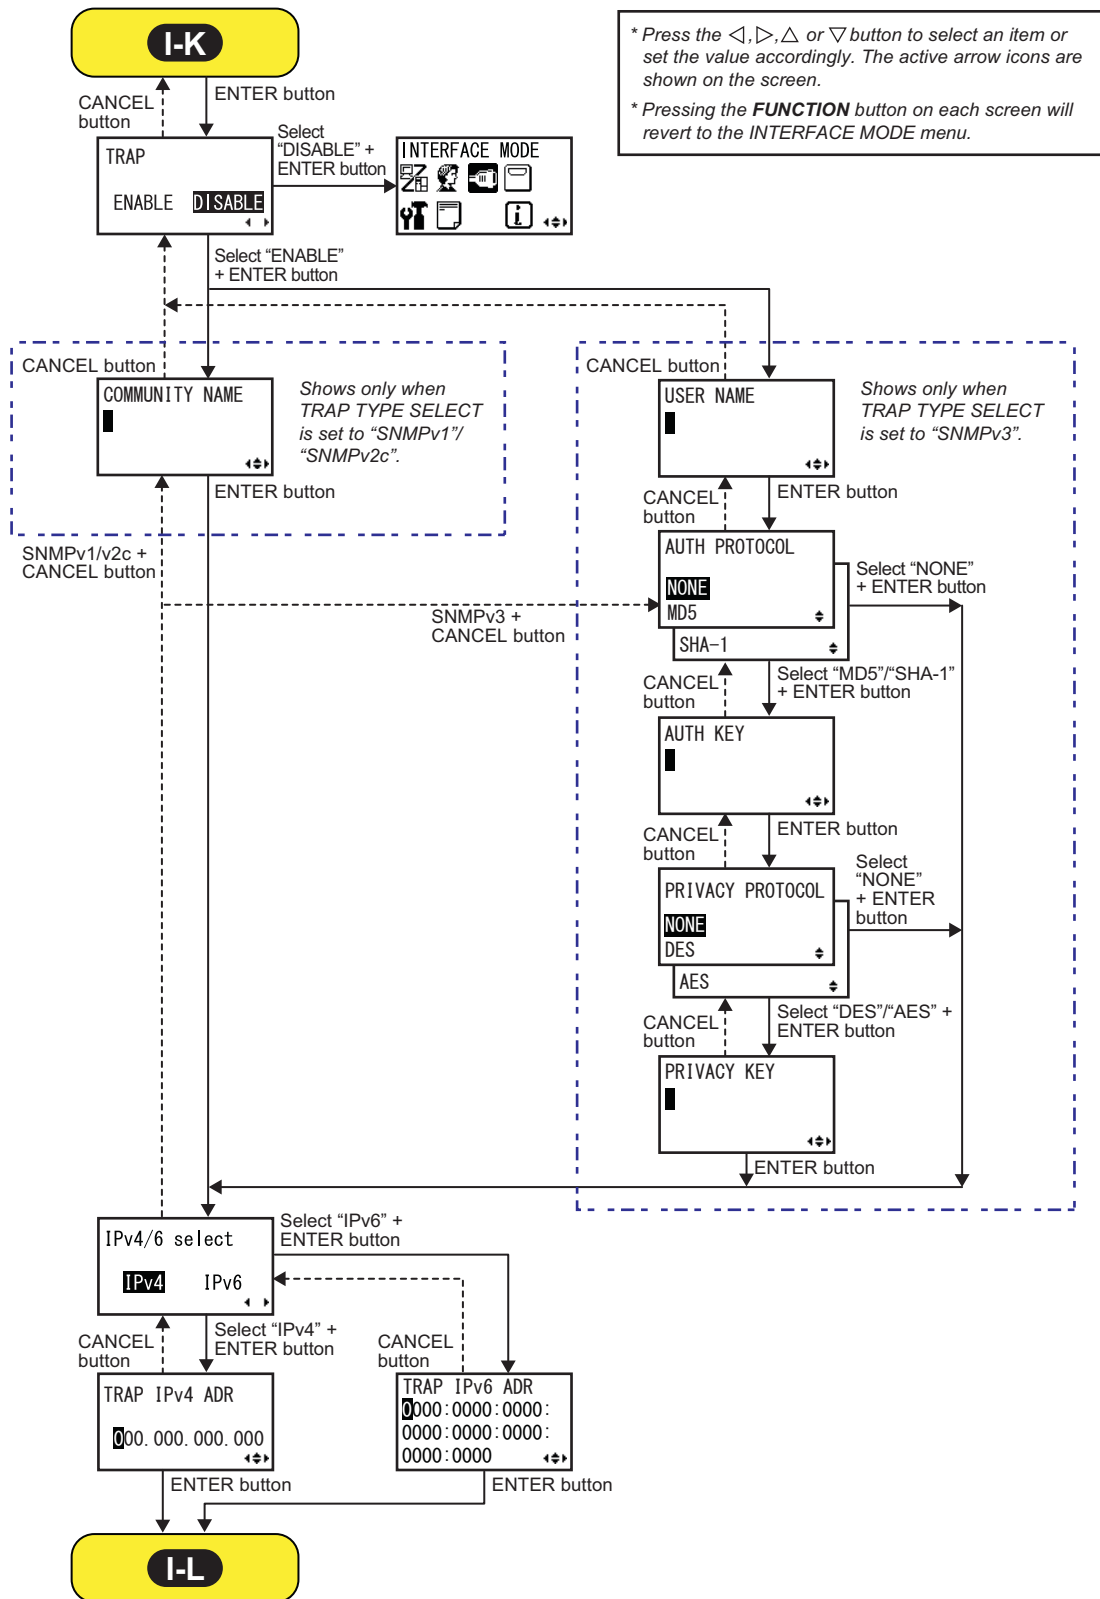 I-K
* Press the ◁, ▷, △ or ▽ button to select an item or
set the value accordingly. The active arrow icons are
shown on the screen.
* Pressing the FUNCTION button on each screen will
revert to the INTERFACE MODE menu.
CANCEL
button
ENTER button
TRAP
ENABLE DISABLE
Select
"DISABLE" +
ENTER button
INTERFACE MODE
Select “ENABLE”
+ ENTER button
CANCEL button
COMMUNITY NAME
Shows only when
TRAP TYPE SELECT
is set to “SNMPv1”/
“SNMPv2c”.
ENTER button
SNMPv1/v2c +
CANCEL button
CANCEL button
USER NAME
Shows only when
TRAP TYPE SELECT
is set to “SNMPv3”.
CANCEL
button
ENTER button
AUTH PROTOCOL
NONE
MD5
SHA-1
Select “NONE”
+ ENTER button
SNMPv3 +
CANCEL button
CANCEL
button
Select “MD5”/“SHA-1”
+ ENTER button
AUTH KEY
CANCEL
button
ENTER button
PRIVACY PROTOCOL
NONE
DES
AES
Select
“NONE”
+ ENTER
button
CANCEL
button
Select “DES”/“AES” +
ENTER button
PRIVACY KEY
ENTER button
IPv4/6 select
IPv4 IPv6
Select “IPv6” +
ENTER button
CANCEL
button
Select “IPv4” +
ENTER button
CANCEL
button
TRAP IPv4 ADR
000.000.000.000
TRAP IPv6 ADR
0000:0000:0000:
0000:0000:0000:
0000:0000
ENTER button
ENTER button
I-L